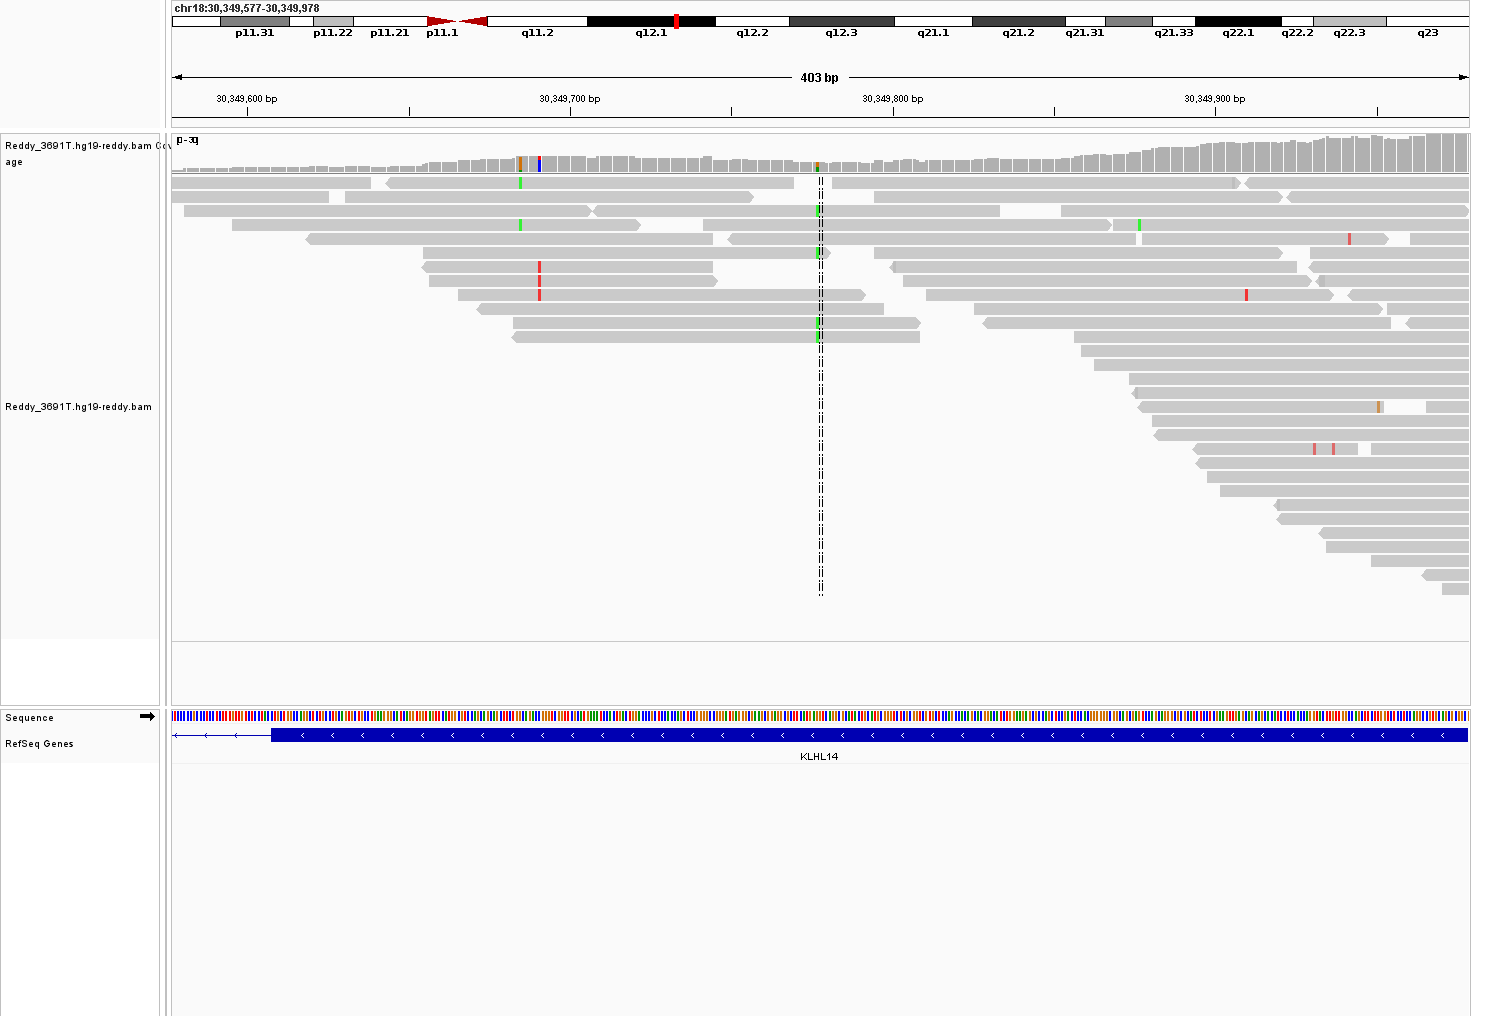 chr18:30,349,577-30,349,978
p11.31 p11.22 p11.21 p11.1 q11.2 q12.1 q12.2 q12.3 q21.1 q21.2 q21.31 q21.33 q22.1 q22.2 q22.3 q23
403 bp
30,349,600 bp 30,349,700 bp 30,349,800 bp 30,349,900 bp
Reddy_3691T.hg19-reddy.bam Cov
age
Reddy_3691T.hg19-reddy.bam
Sequence
RefSeq Genes
KLHL14